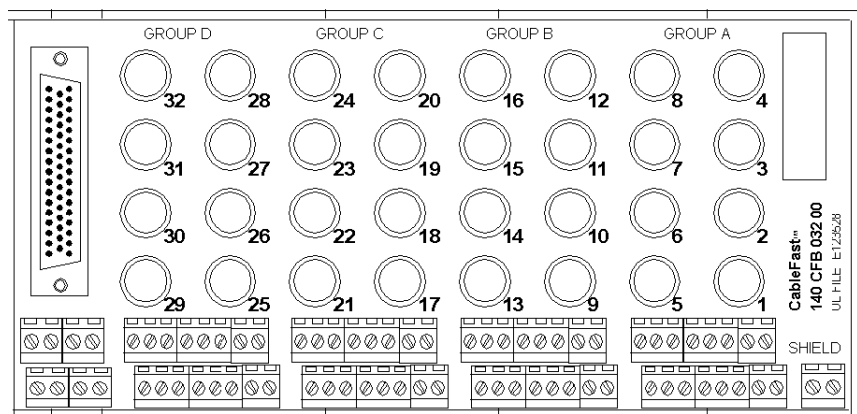 GROUP D GROUP C GROUP B GROUP A
32 28 24 20 16 12 8 4
31 27 23 19 15 11 7 3
30 26 22 18 14 10 6 2
29 25 21 17 13 9 5 1
CableFast™
140 CFB 032 00
UL FILE E123528
SHIELD